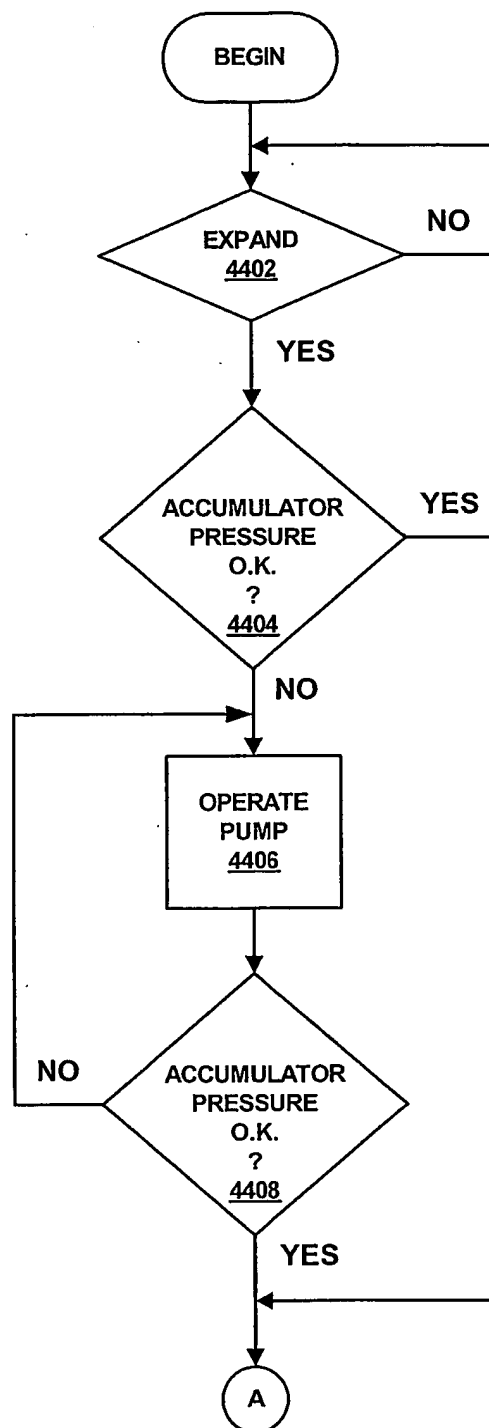 BEGIN
EXPAND
4402
NO
YES
ACCUMULATOR
PRESSURE
O.K.
?
4404
YES
NO
OPERATE
PUMP
4406
ACCUMULATOR
PRESSURE
O.K.
?
4408
NO
YES
A